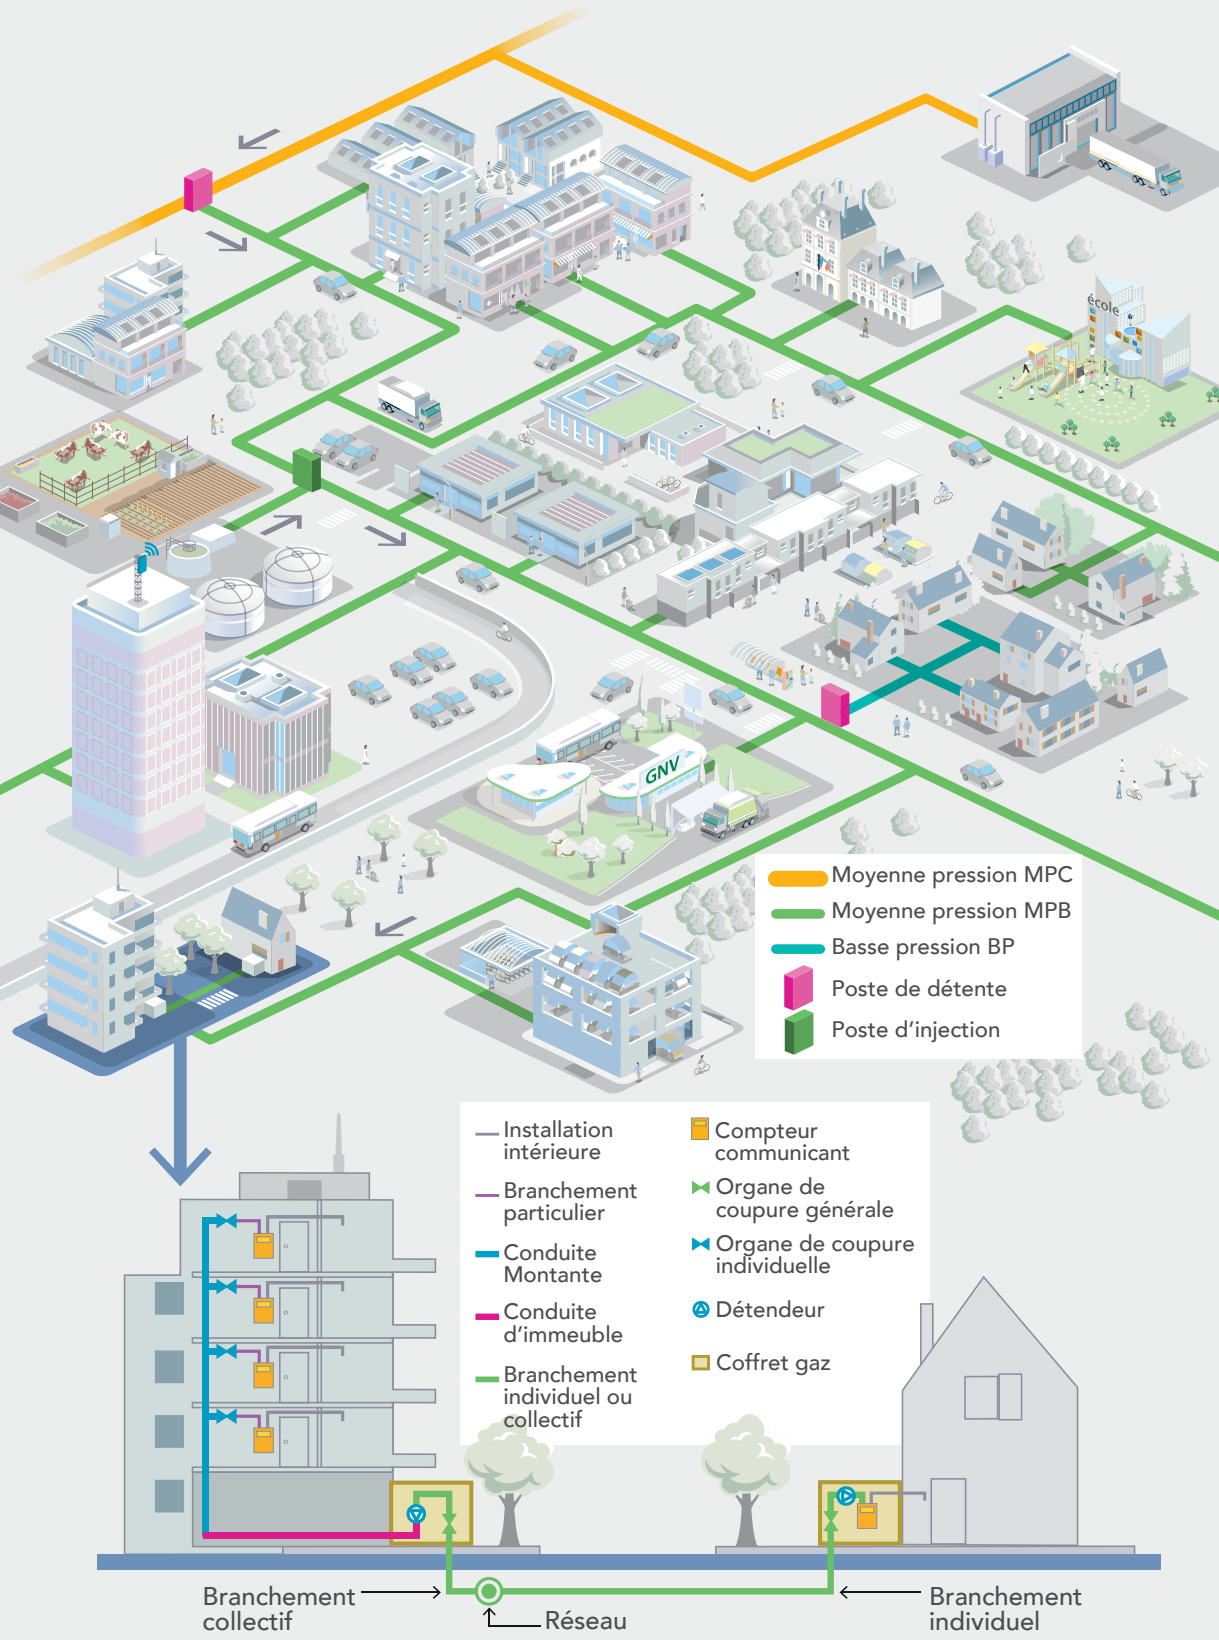 école
GNV
Moyenne pression MPC
Moyenne pression MPB
Basse pression BP
Poste de détente
Poste d'injection
Installation
intérieure
Branchement
particulier
Conduite
Montante
Conduite
d'immeuble
Branchement
individuel ou
collectif
Compteur
communicant
Organe de
coupure générale
Organe de coupure
individuelle
Détendeur
Coffret gaz
Branchement
collectif
Réseau
Branchement
individuel